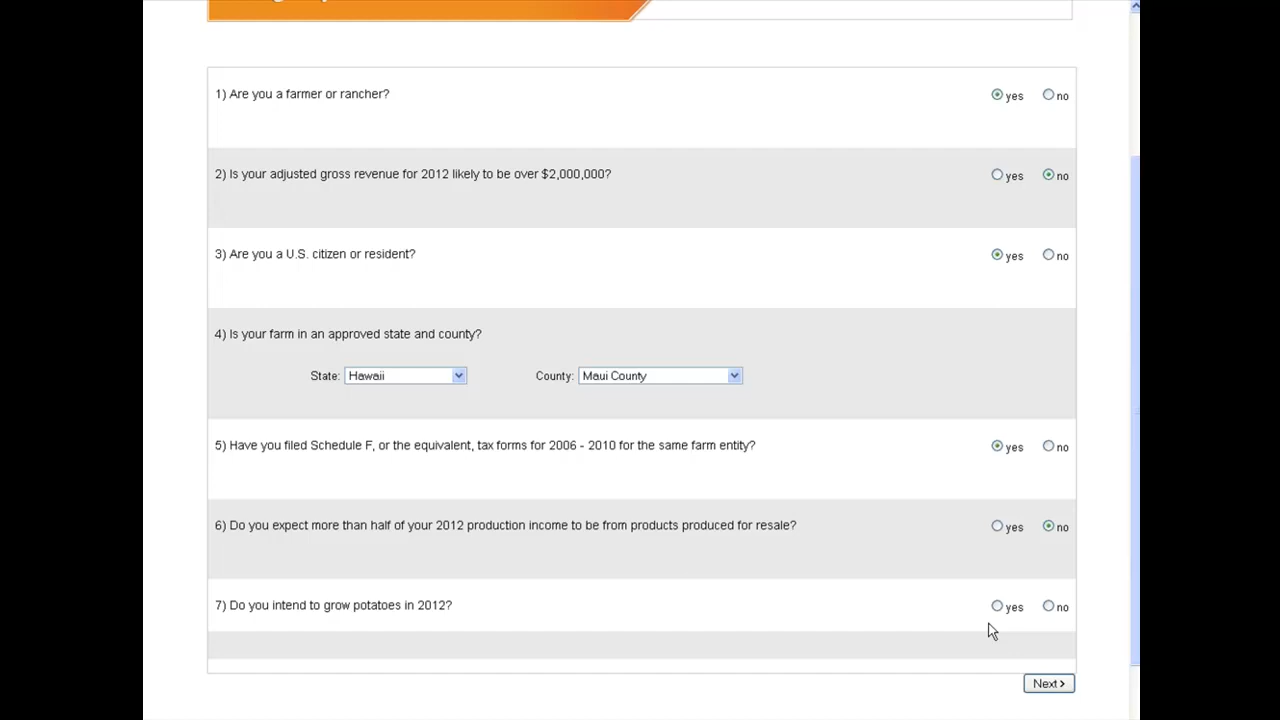 1) Are you a farmer or rancher? yes no
2) Is your adjusted gross revenue for 2012 likely to be over $2,000,000? yes no
3) Are you a U.S. citizen or resident? yes no
4) Is your farm in an approved state and county?
State: Hawaii County: Maui County
5) Have you filed Schedule F, or the equivalent, tax forms for 2006 - 2010 for the same farm entity? yes no
6) Do you expect more than half of your 2012 production income to be from products produced for resale? yes no
7) Do you intend to grow potatoes in 2012? yes no
Next >